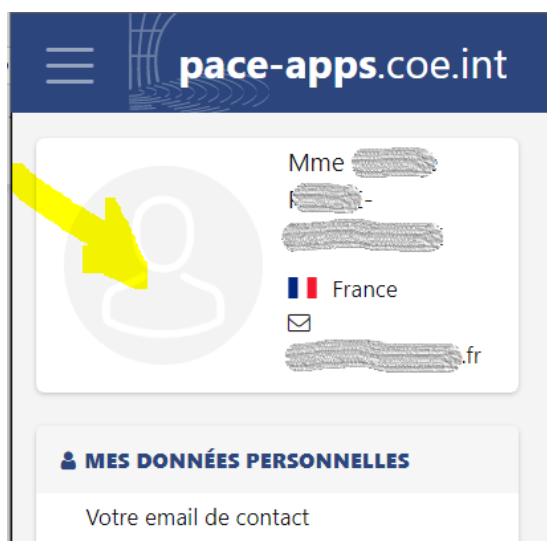 pace-apps.coe.int
Mme
France
.fr
MES DONNÉES PERSONNELLES
Votre email de contact